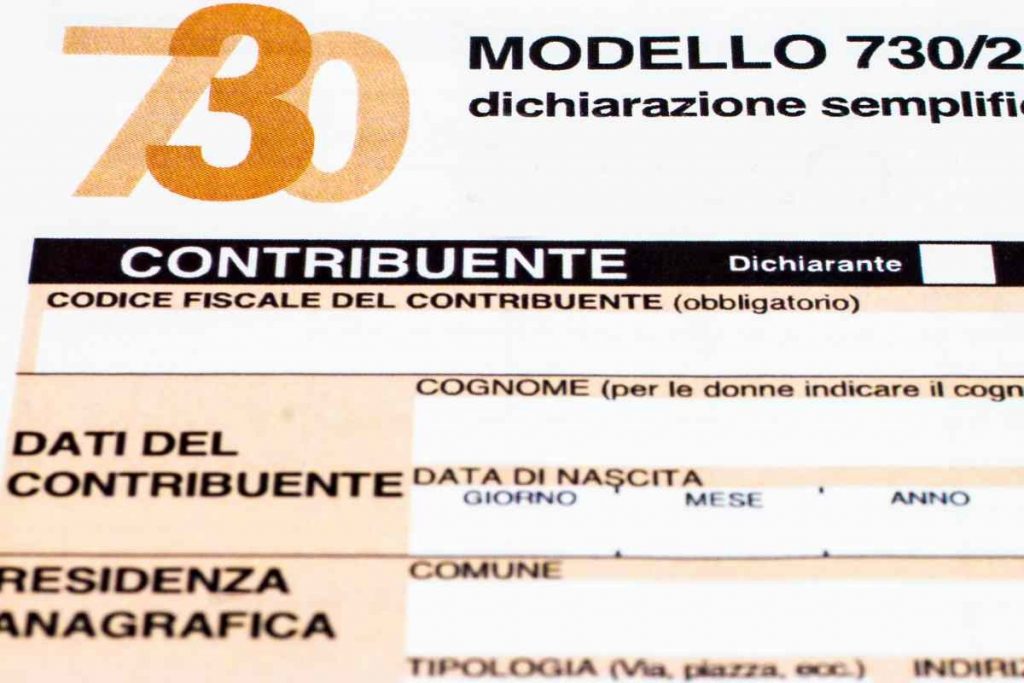 730
MODELLO 730/2
dichiarazione semplific
CONTRIBUENTE Dichiarante
CODICE FISCALE DEL CONTRIBUENTE (obbligatorio)
COGNOME (per le donne indicare il cogn
DATI DEL
CONTRIBUENTE
DATA DI NASCITA
GIORNO MESE ANNO
RESIDENZA
ANAGRAFICA
COMUNE
TIPOLOGIA (Via, piazza, ecc.) INDIRIZ